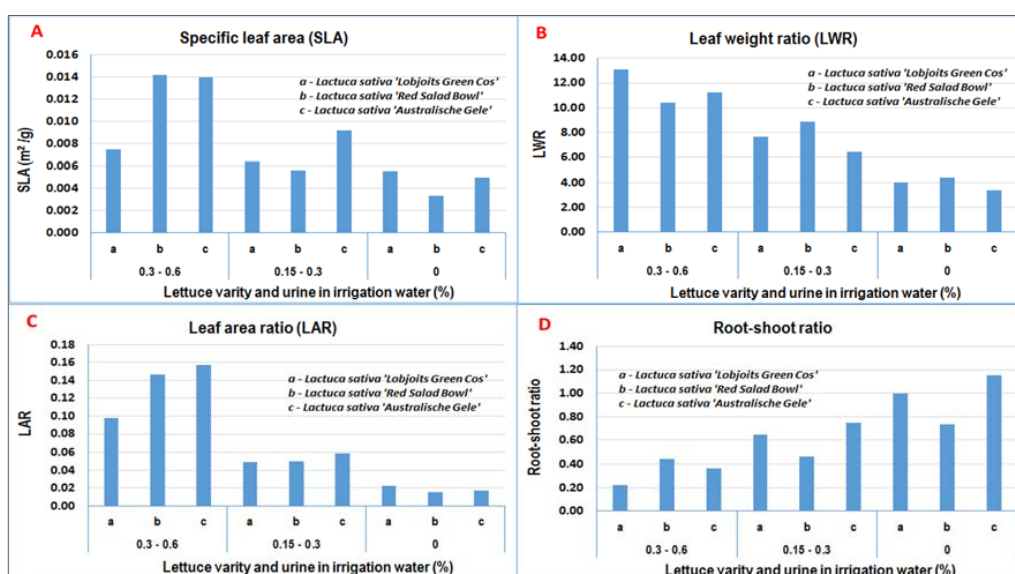 A
Specific leaf area (SLA)
0.016
0.014
0.012
0.010
0.008
0.006
0.004
0.002
0.000
SLA (m² /g)
a - Lactuca sativa 'Lobjoits Green Cos'
b - Lactuca sativa 'Red Salad Bowl'
c - Lactuca sativa 'Australische Gele'
a b c a b c a b c
0.3 - 0.6 0.15 - 0.3 0
Lettuce varity and urine in irrigation water (%)
B
Leaf weight ratio (LWR)
14.00
12.00
10.00
8.00
6.00
4.00
2.00
0.00
LWR
a - Lactuca sativa 'Lobjoits Green Cos'
b - Lactuca sativa 'Red Salad Bowl'
c - Lactuca sativa 'Australische Gele'
a b c a b c a b c
0.3 - 0.6 0.15 - 0.3 0
Lettuce varity and urine in irrigation water (%)
C
Leaf area ratio (LAR)
0.18
0.16
0.14
0.12
0.10
0.08
0.06
0.04
0.02
0.00
LAR
a - Lactuca sativa 'Lobjoits Green Cos'
b - Lactuca sativa 'Red Salad Bowl'
c - Lactuca sativa 'Australische Gele'
a b c a b c a b c
0.3 - 0.6 0.15 - 0.3 0
Lettuce varity and urine in irrigation water (%)
D
Root-shoot ratio
1.40
1.20
1.00
0.80
0.60
0.40
0.20
0.00
Root-shoot ratio
a - Lactuca sativa 'Lobjoits Green Cos'
b - Lactuca sativa 'Red Salad Bowl'
c - Lactuca sativa 'Australische Gele'
a b c a b c a b c
0.3 - 0.6 0.15 - 0.3 0
Lettuce varity and urine in irrigation water (%)